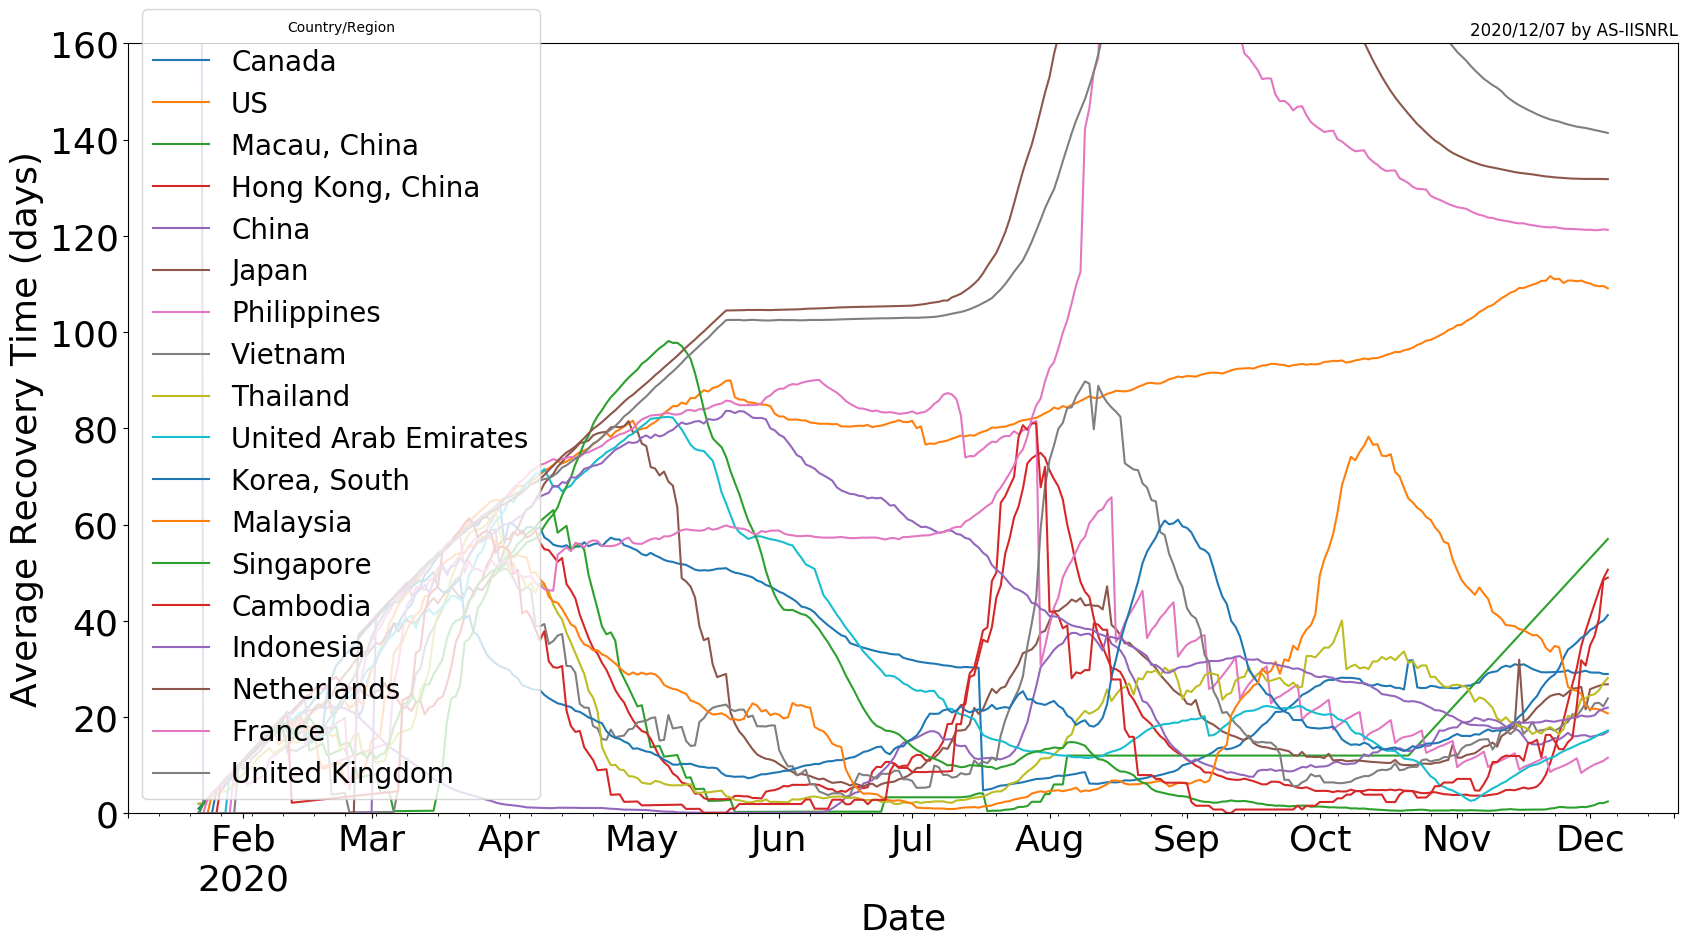 Country/Region
2020/12/07 by AS-IISNRL
160
140
120
100
80
60
40
20
0
Average Recovery Time (days)
Canada
US
Macau, China
Hong Kong, China
China
Japan
Philippines
Vietnam
Thailand
United Arab Emirates
Korea, South
Malaysia
Singapore
Cambodia
Indonesia
Netherlands
France
United Kingdom
Feb Mar Apr May Jun Jul Aug Sep Oct Nov Dec
2020
Date